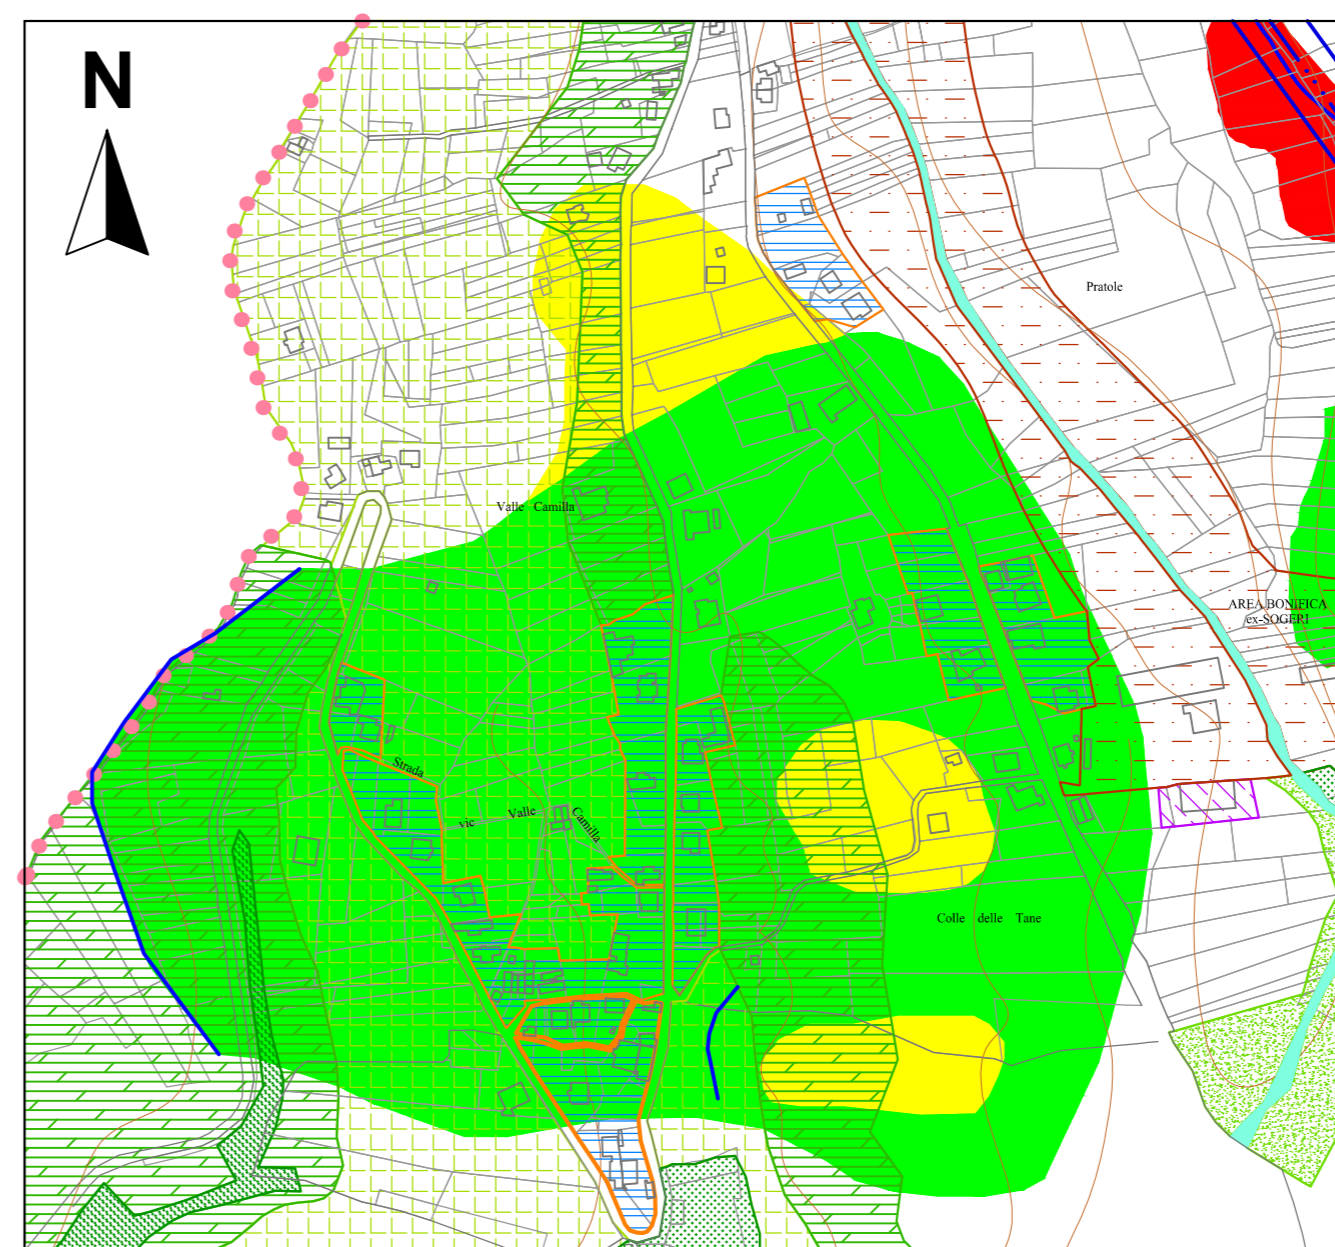 N
Pratole
Valle Camilla
AREA BONIFICA
ex-SOGERI
Strada
vic Valle Camilla
Colle delle Tane